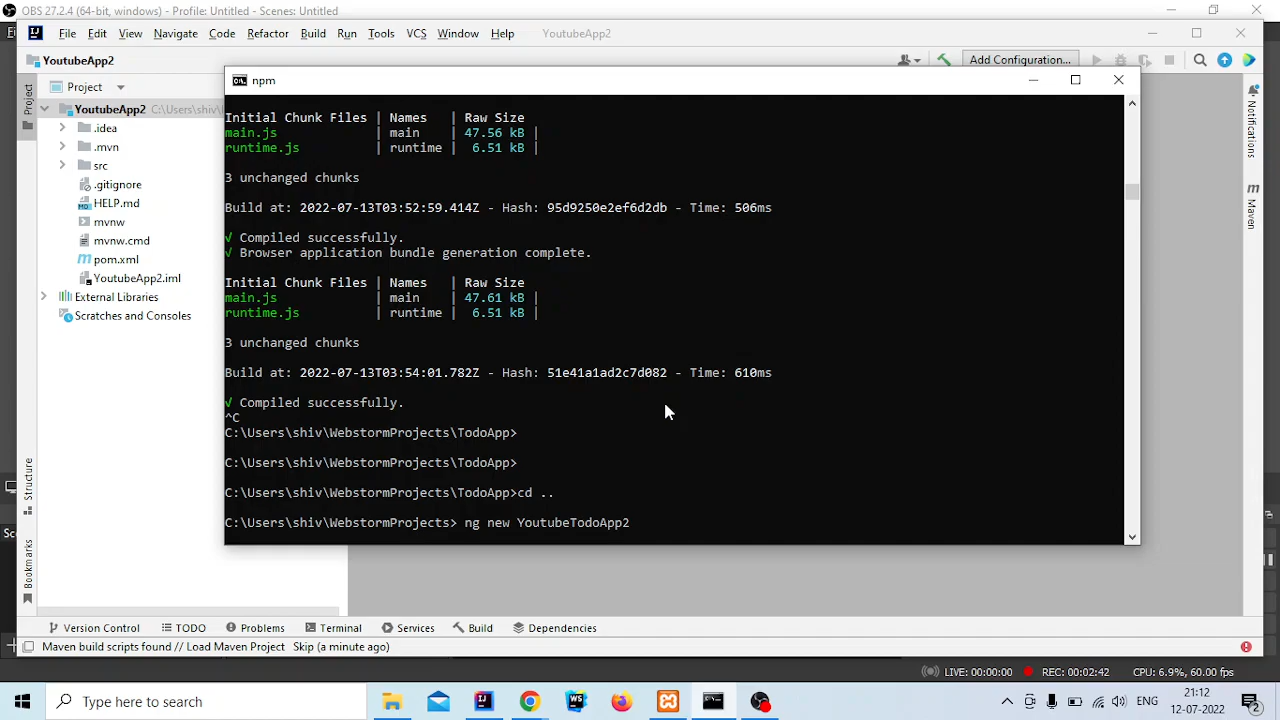 OBS 27.2.4 (64-bit, windows) - Profile: Untitled - Scenes: Untitled
File Edit View Navigate Code Refactor Build Run Tools VCS Window Help YoutubeApp2
YoutubeApp2
Add Configuration...
Project
Project
YoutubeApp2 C:\Users\shiv\
.idea
.mvn
src
.gitignore
HELP.md
mvnw
mvnw.cmd
pom.xml
YoutubeApp2.iml
External Libraries
Scratches and Consoles
Structure
Bookmarks
Notifications
Maven
npm
Initial Chunk Files | Names | Raw Size
main.js | main | 47.56 kB |
runtime.js | runtime | 6.51 kB |
3 unchanged chunks
Build at: 2022-07-13T03:52:59.414Z - Hash: 95d9250e2ef6d2db - Time: 506ms
√ Compiled successfully.
√ Browser application bundle generation complete.
Initial Chunk Files | Names | Raw Size
main.js | main | 47.61 kB |
runtime.js | runtime | 6.51 kB |
3 unchanged chunks
Build at: 2022-07-13T03:54:01.782Z - Hash: 51e41a1ad2c7d082 - Time: 610ms
√ Compiled successfully.
^C
C:\Users\shiv\WebstormProjects\TodoApp>
C:\Users\shiv\WebstormProjects\TodoApp>
C:\Users\shiv\WebstormProjects\TodoApp>cd ..
C:\Users\shiv\WebstormProjects> ng new YoutubeTodoApp2
Version Control TODO Problems Terminal Services Build Dependencies
Maven build scripts found // Load Maven Project Skip (a minute ago)
LIVE: 00:00:00 REC: 00:02:42 CPU: 6.9%, 60.00 fps
Type here to search
ENG
21:12
12-07-2022
2